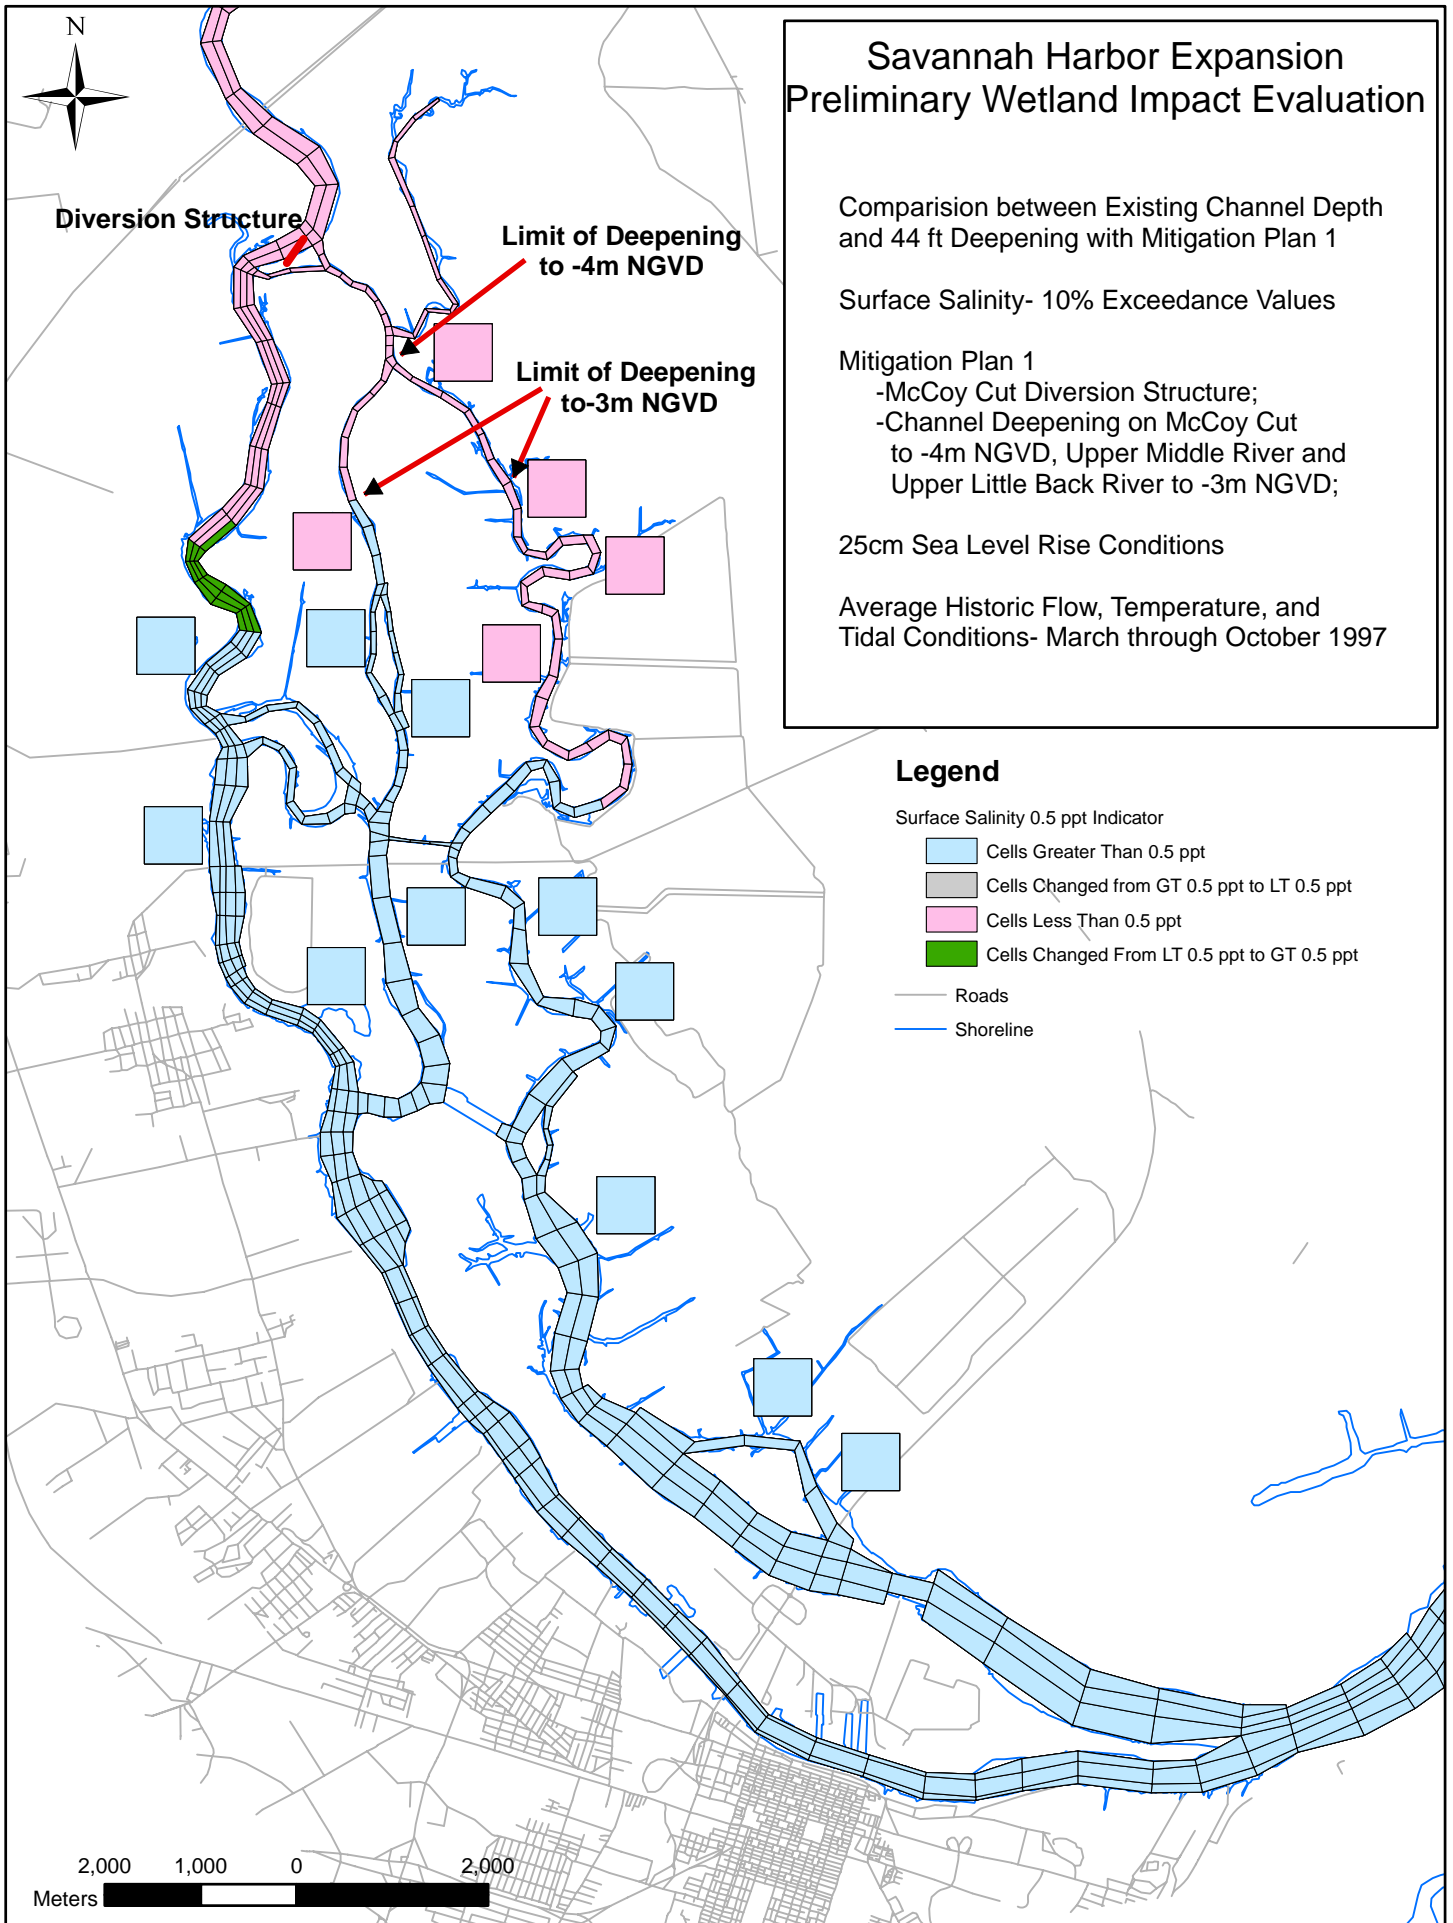 N
Savannah Harbor Expansion
Preliminary Wetland Impact Evaluation
Comparision between Existing Channel Depth
and 44 ft Deepening with Mitigation Plan 1
Surface Salinity- 10% Exceedance Values
Mitigation Plan 1
-McCoy Cut Diversion Structure;
-Channel Deepening on McCoy Cut
to -4m NGVD, Upper Middle River and
Upper Little Back River to -3m NGVD;
25cm Sea Level Rise Conditions
Average Historic Flow, Temperature, and
Tidal Conditions- March through October 1997
Diversion Structure
Limit of Deepening
to -4m NGVD
Limit of Deepening
to-3m NGVD
Legend
Surface Salinity 0.5 ppt Indicator
Cells Greater Than 0.5 ppt
Cells Changed from GT 0.5 ppt to LT 0.5 ppt
Cells Less Than 0.5 ppt
Cells Changed From LT 0.5 ppt to GT 0.5 ppt
Roads
Shoreline
2,000 1,000 0 2,000
Meters